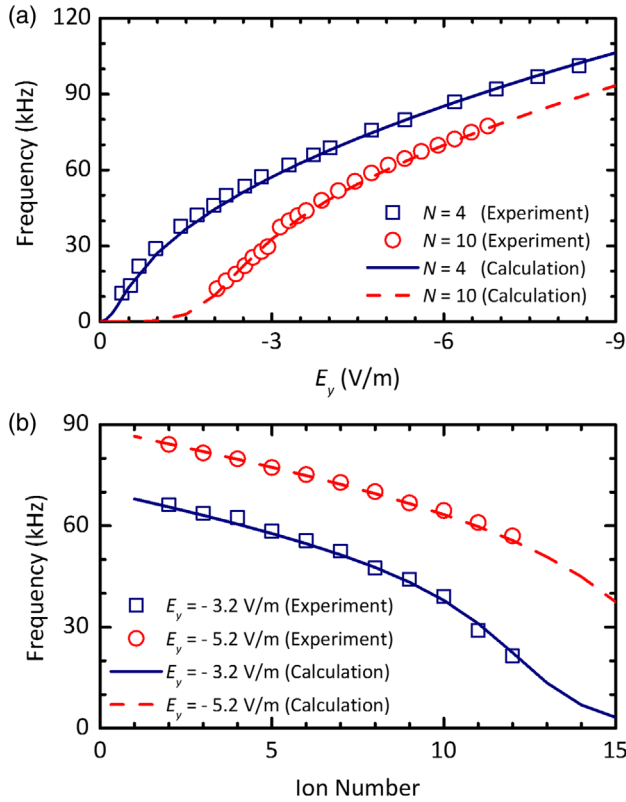 (a)
120
90
60
30
0
Frequency (kHz)
N = 4 (Experiment)
N = 10 (Experiment)
N = 4 (Calculation)
N = 10 (Calculation)
0 -3 -6 -9
Ey (V/m)
(b)
90
60
30
0
Frequency (kHz)
Ey = - 3.2 V/m (Experiment)
Ey = - 5.2 V/m (Experiment)
Ey = - 3.2 V/m (Calculation)
Ey = - 5.2 V/m (Calculation)
0 5 10 15
Ion Number